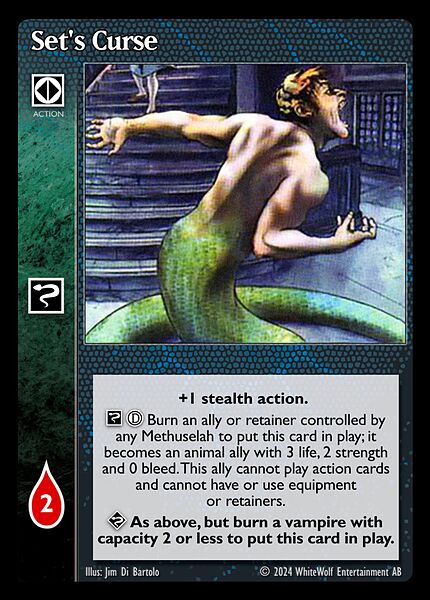 Set's Curse
ACTION
+1 stealth action.
D Burn an ally or retainer controlled by
any Methuselah to put this card in play; it
becomes an animal ally with 3 life, 2 strength
and 0 bleed. This ally cannot play action cards
and cannot have or use equipment
or retainers.
As above, but burn a vampire with
capacity 2 or less to put this card in play.
2
Illus: Jim Di Bartolo
© 2024 WhiteWolf Entertainment AB